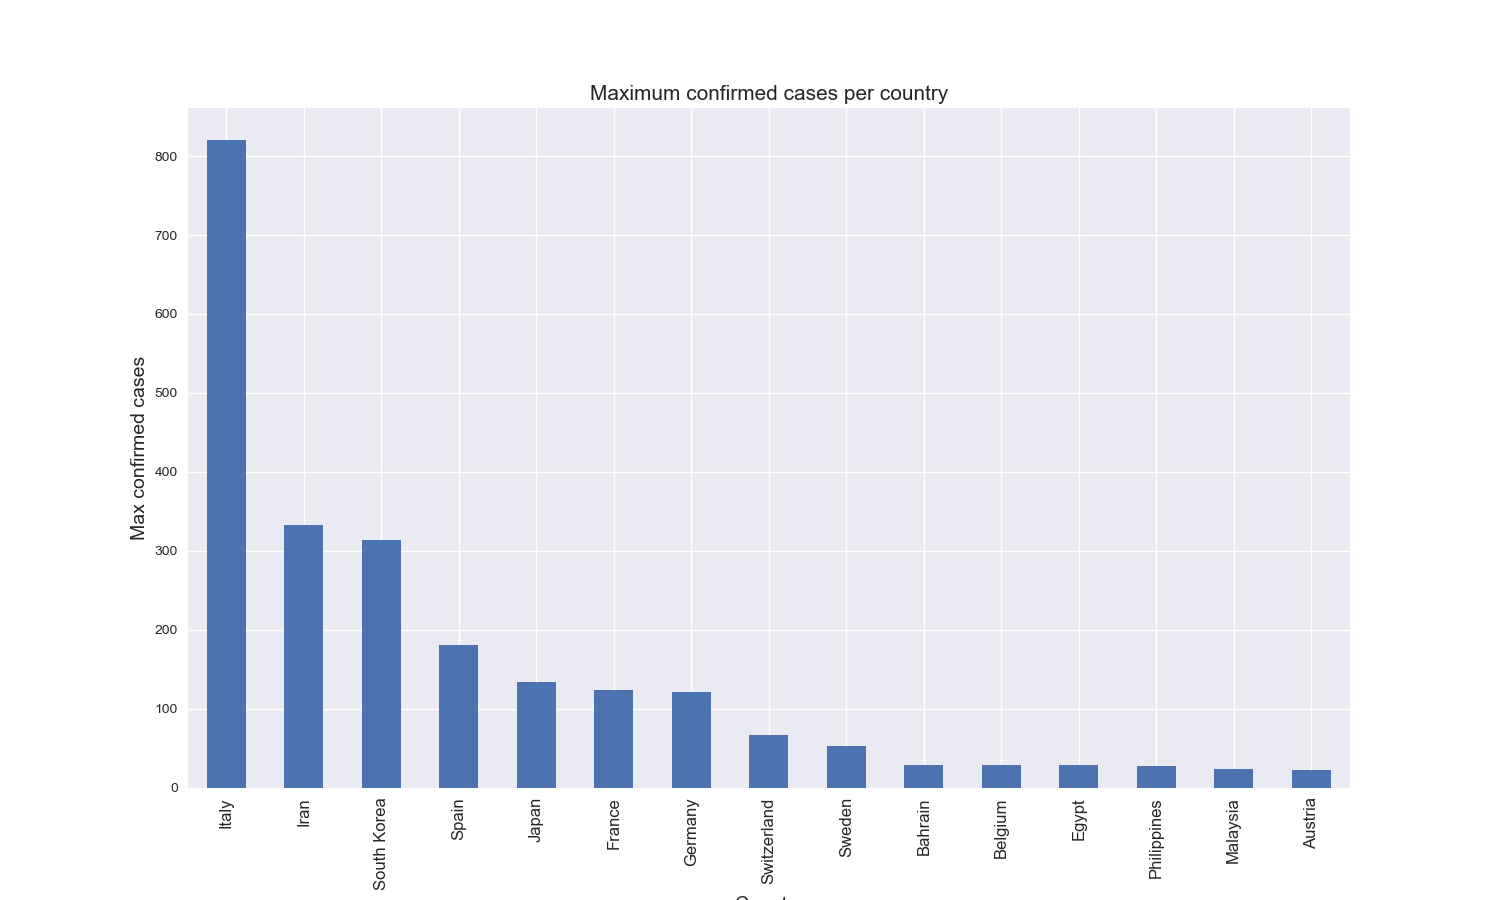 Maximum confirmed cases per country
Max confirmed cases
800
700
600
500
400
300
200
100
0
Italy
Iran
South Korea
Spain
Japan
France
Germany
Switzerland
Sweden
Bahrain
Belgium
Egypt
Philippines
Malaysia
Austria